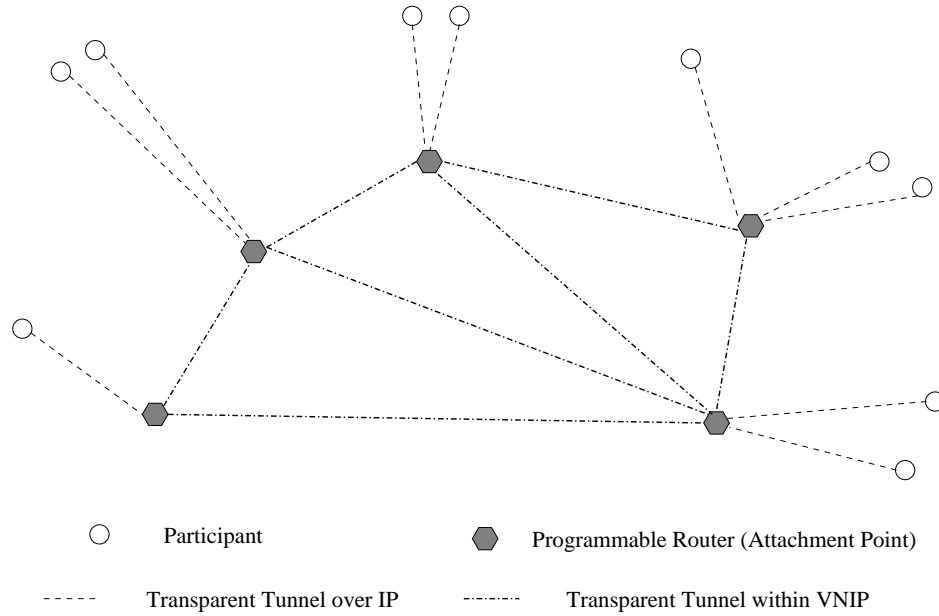 Participant
Programmable Router (Attachment Point)
Transparent Tunnel over IP
Transparent Tunnel within VNIP